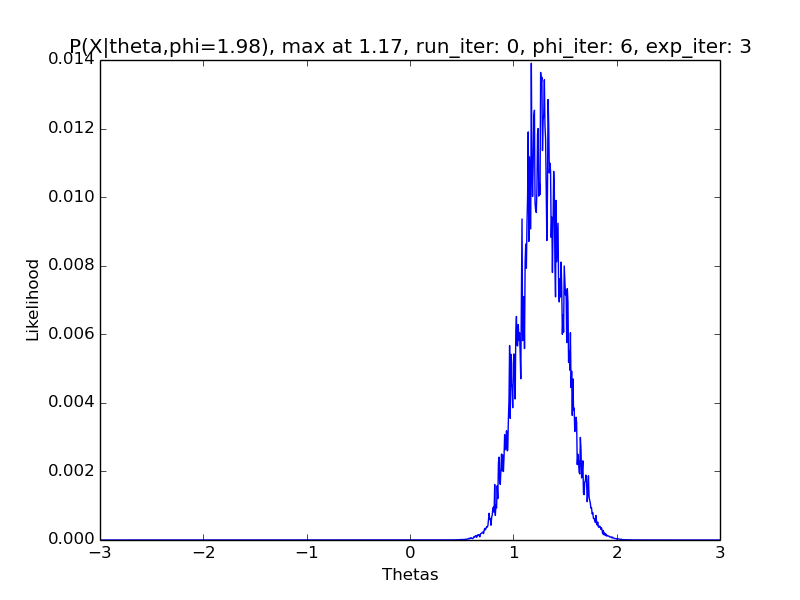 P(X|theta,phi=1.98), max at 1.17, run_iter: 0, phi_iter: 6, exp_iter: 3
0.014
0.012
0.010
0.008
0.006
0.004
0.002
0.000
Likelihood
−3 −2 −1 0 1 2 3
Thetas